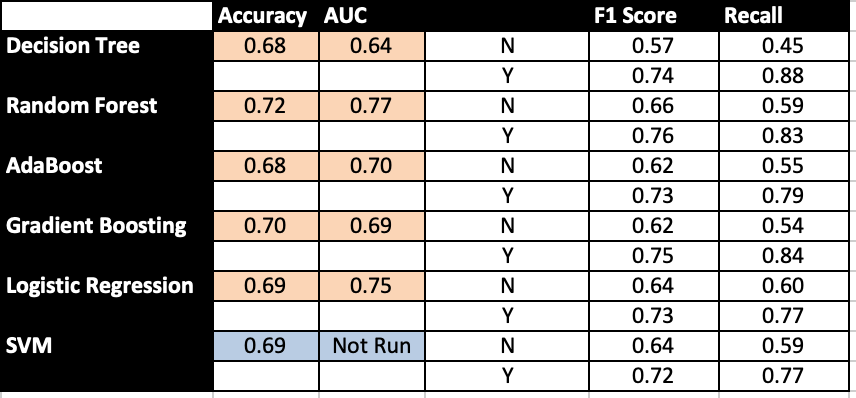 Accuracy AUC F1 Score Recall
Decision Tree 0.68 0.64 N 0.57 0.45
Y 0.74 0.88
Random Forest 0.72 0.77 N 0.66 0.59
Y 0.76 0.83
AdaBoost 0.68 0.70 N 0.62 0.55
Y 0.73 0.79
Gradient Boosting 0.70 0.69 N 0.62 0.54
Y 0.75 0.84
Logistic Regression 0.69 0.75 N 0.64 0.60
Y 0.73 0.77
SVM 0.69 Not Run N 0.64 0.59
Y 0.72 0.77